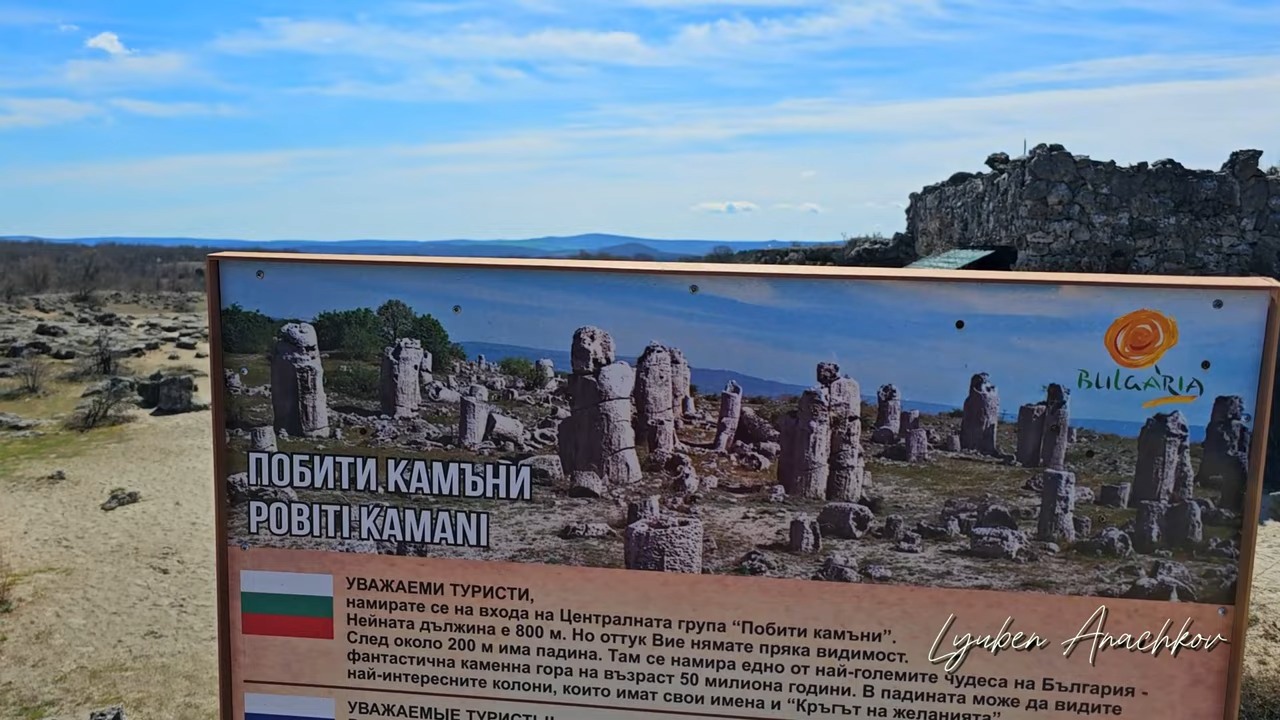 BULGARIA
ПОБИТИ КАМЪНИ
POBITI KAMANI
УВАЖАЕМИ ТУРИСТИ,
намирате се на входа на Централната група “Побити камъни”.
Нейната дължина е 800 м. Но оттук Вие нямате пряка видимост.
След около 200 м има падина. Там се намира едно от най-големите чудеса на България -
фантастична каменна гора на възраст 50 милиона години. В падината може да видите
най-интересните колони, които имат свои имена и “Кръгът на желанията”
УВАЖАЕМЫЕ ТУРИСТЫ
Lyuben Anachkov